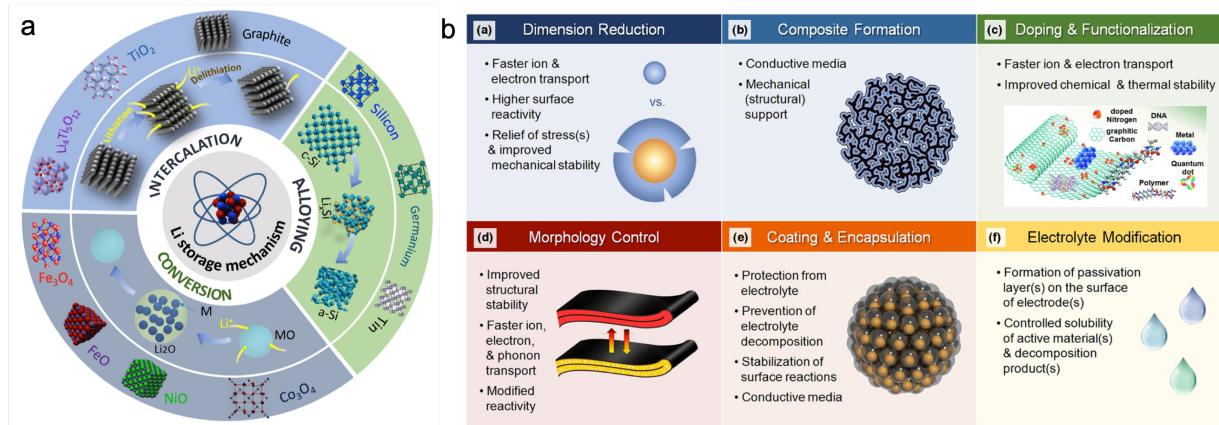 a
TiO₂
Graphite
Li₄Ti₅O₁₂
Lithiation
Li⁺
Delithiation
INTERCALATION
Silicon
c-Si
LiₓSi
a-Si
ALLOYING
Germanium
Tin
Li storage mechanism
CONVERSION
Fe₃O₄
FeO
NiO
Co₃O₄
M
Li2O
Li⁺
MO
b
(a) Dimension Reduction
• Faster ion &
electron transport
• Higher surface
reactivity
• Relief of stress(s)
& improved
mechanical stability
vs.
(b) Composite Formation
• Conductive media
• Mechanical
(structural)
support
(c) Doping & Functionalization
• Faster ion & electron transport
• Improved chemical & thermal stability
doped
Nitrogen
graphitic
Carbon
DNA
Metal
Quantum
dot
Polymer
(d) Morphology Control
• Improved
structural
stability
• Faster ion,
electron,
& phonon
transport
• Modified
reactivity
(e) Coating & Encapsulation
• Protection from
electrolyte
• Prevention of
electrolyte
decomposition
• Stabilization of
surface reactions
• Conductive media
(f) Electrolyte Modification
• Formation of passivation
layer(s) on the surface
of electrode(s)
• Controlled solubility
of active material(s)
& decomposition
product(s)